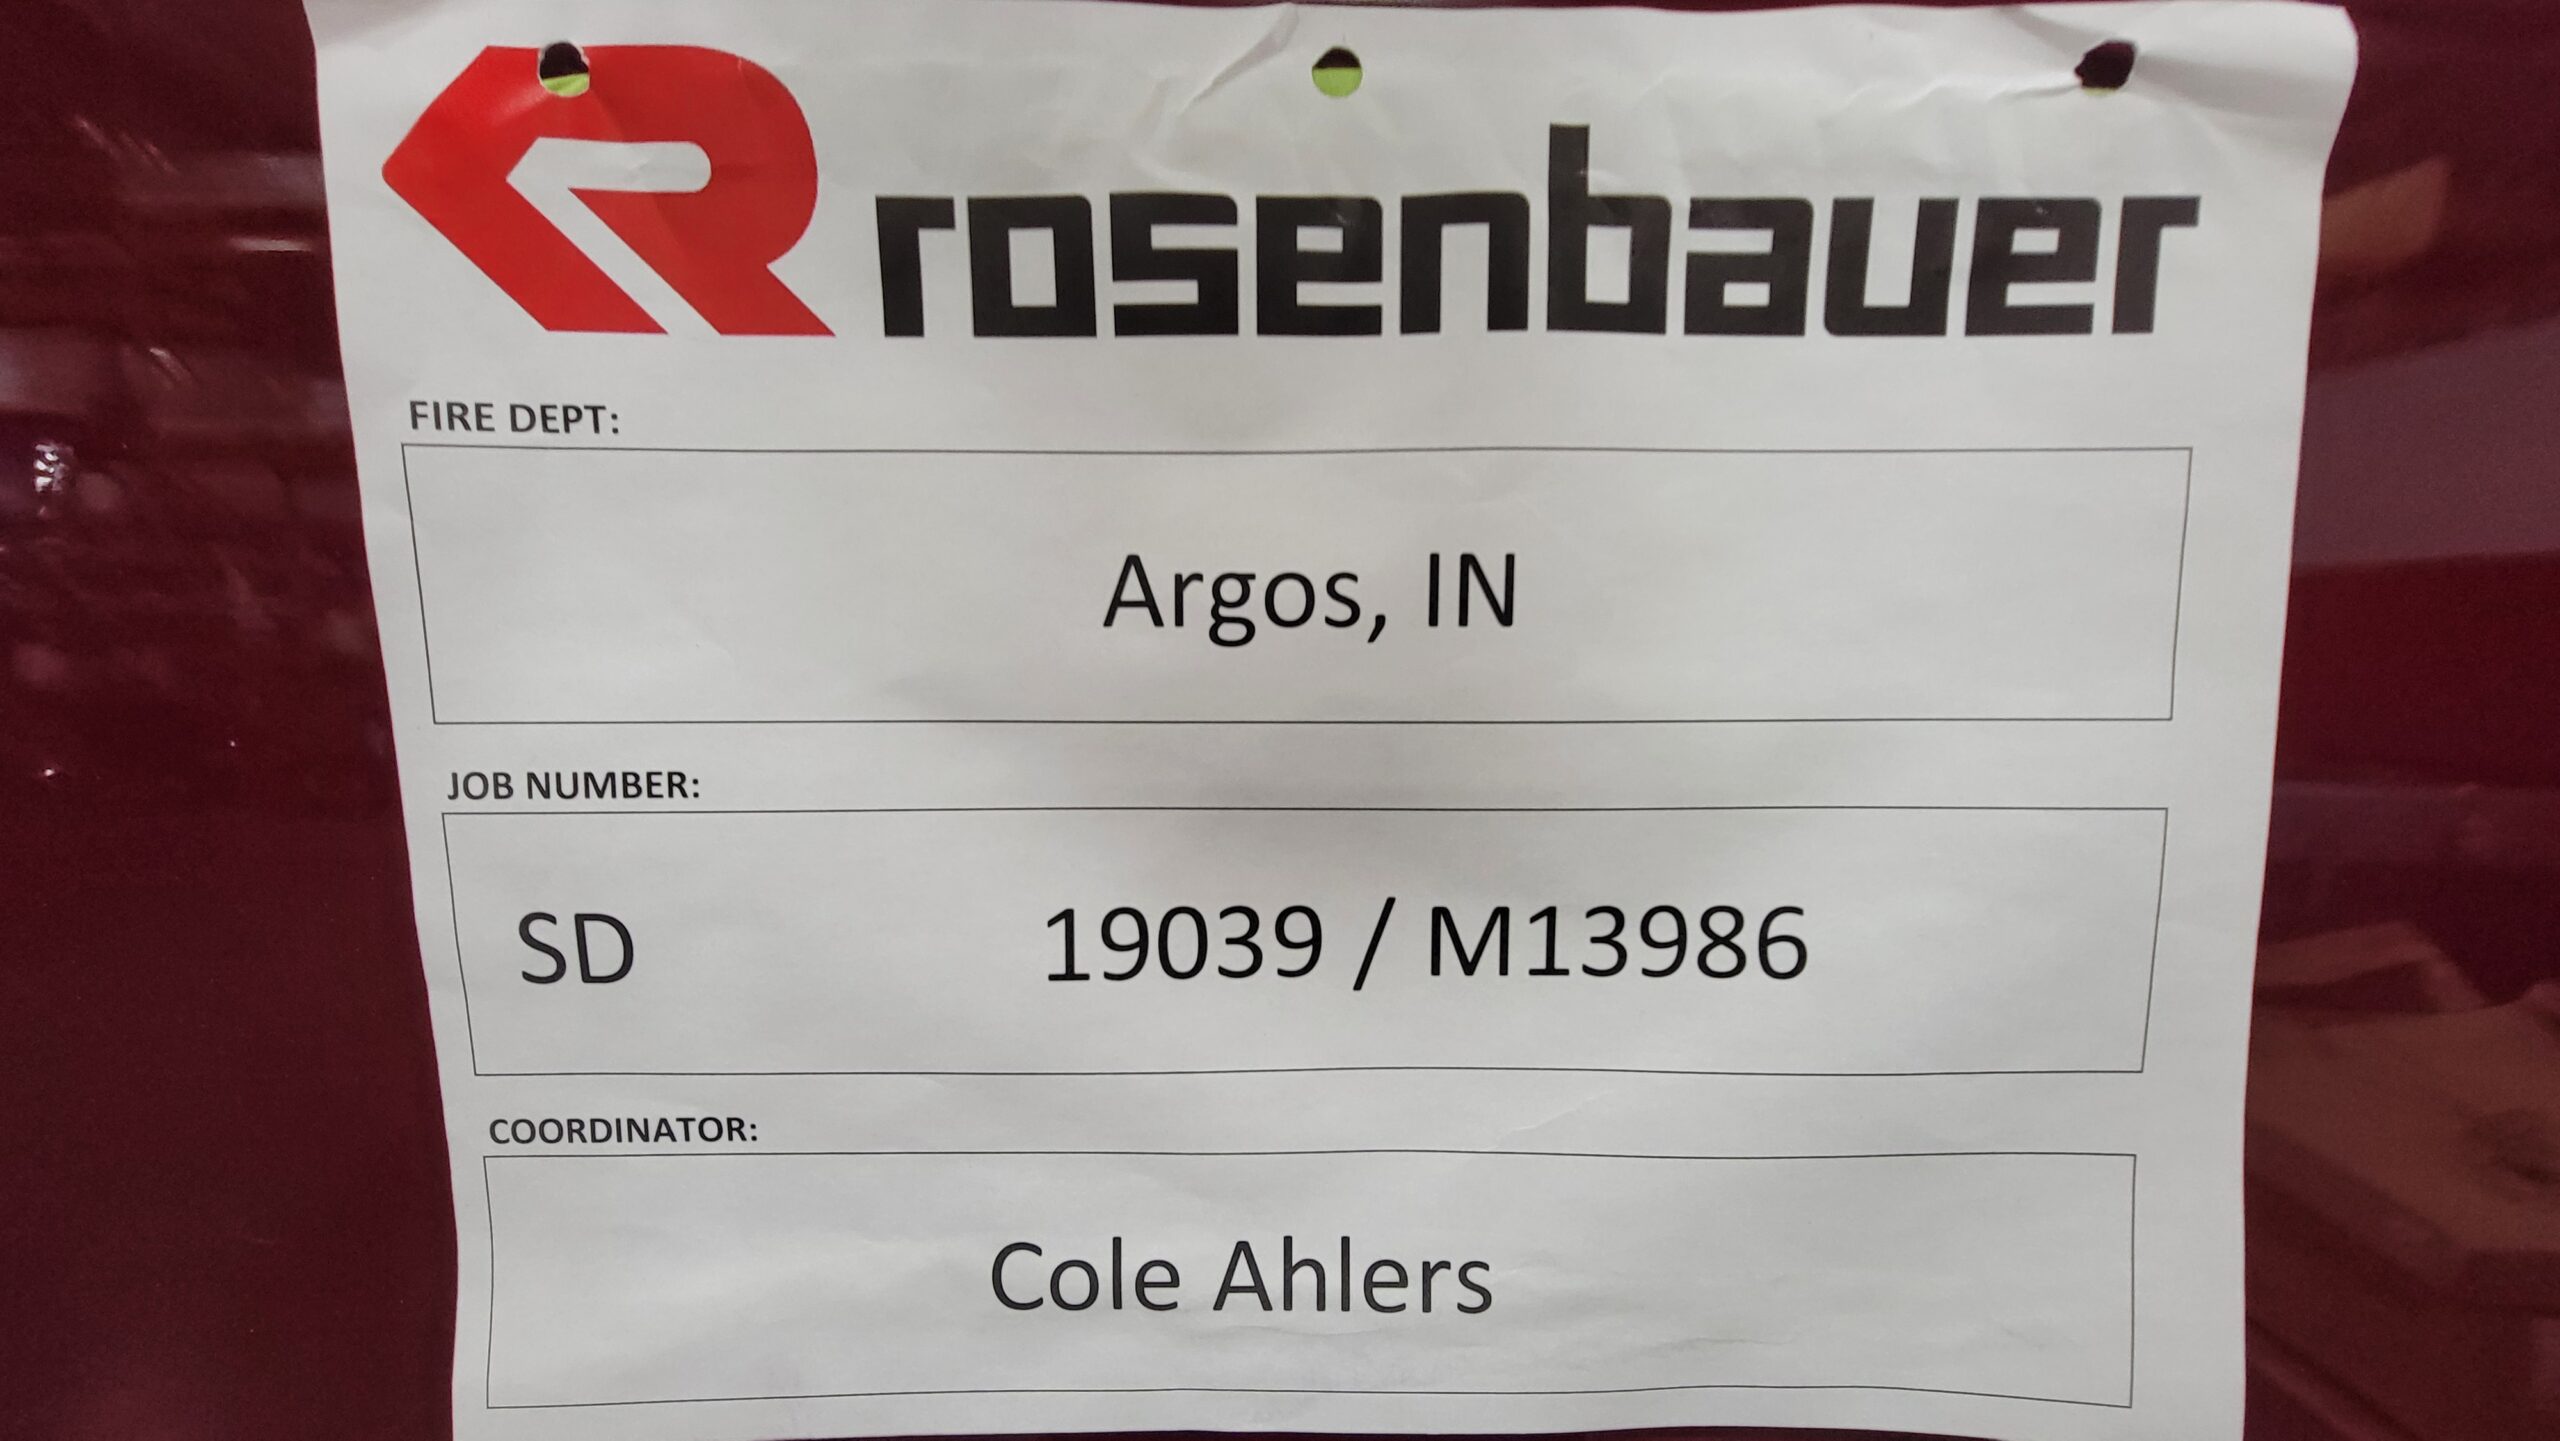 rosenbauer
FIRE DEPT:
Argos, IN
JOB NUMBER:
SD 19039 / M13986
COORDINATOR:
Cole Ahlers